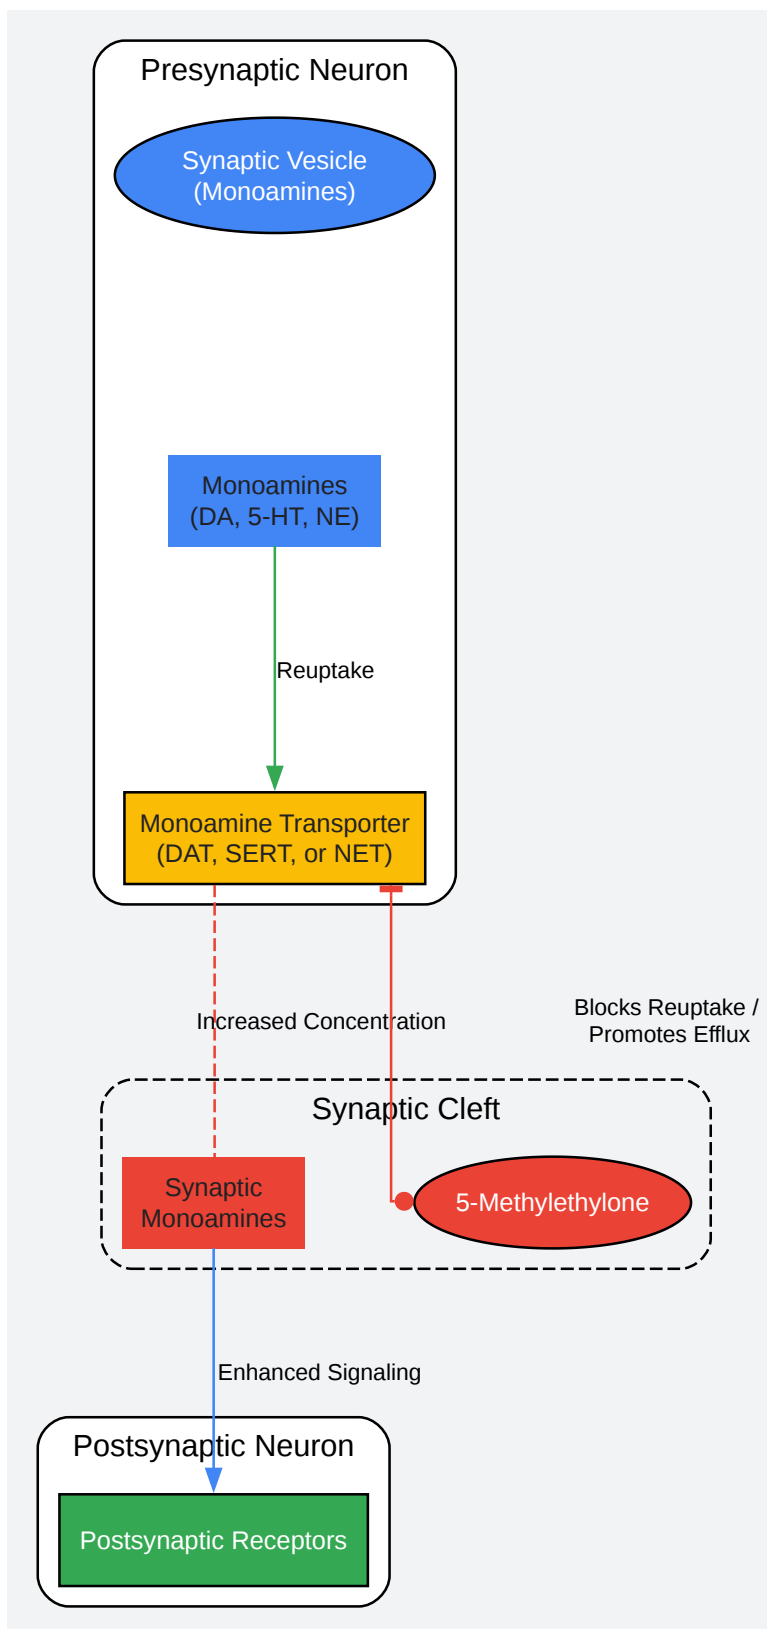 Presynaptic Neuron
Synaptic Vesicle
(Monoamines)
Monoamines
(DA, 5-HT, NE)
Reuptake
Monoamine Transporter
(DAT, SERT, or NET)
Increased Concentration
Blocks Reuptake /
Promotes Efflux
Synaptic Cleft
Synaptic
Monoamines
5-Methylethylone
Enhanced Signaling
Postsynaptic Neuron
Postsynaptic Receptors